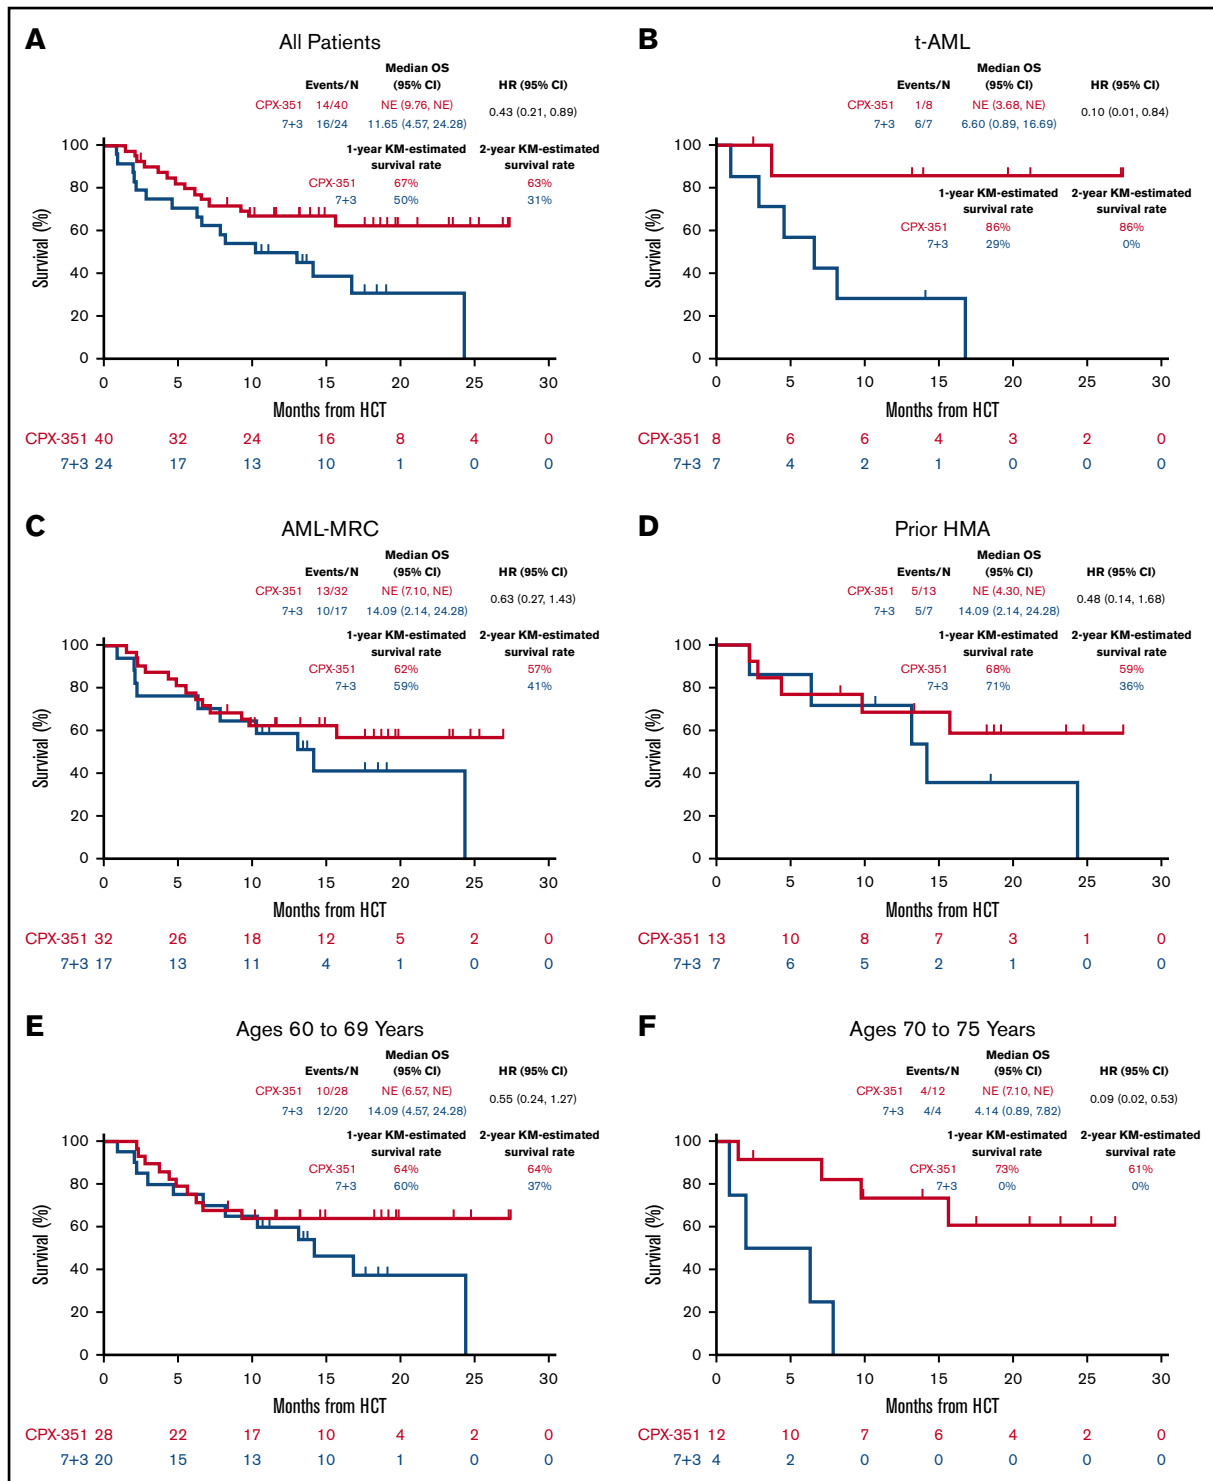 A
All Patients
Median OS
Events/N (95% CI) HR (95% CI)
CPX-351 14/40 NE (9.76, NE)
0.43 (0.21, 0.89)
7+3 16/24 11.65 (4.57, 24.28)
1-year KM-estimated 2-year KM-estimated
survival rate survival rate
CPX-351 67% 63%
7+3 50% 31%
Survival (%)
100
80
60
40
20
0
0 5 10 15 20 25 30
Months from HCT
CPX-351 40 32 24 16 8 4 0
7+3 24 17 13 10 1 0 0
B
t-AML
Median OS
Events/N (95% CI) HR (95% CI)
CPX-351 1/8 NE (3.68, NE)
0.10 (0.01, 0.84)
7+3 6/7 6.60 (0.89, 16.69)
1-year KM-estimated 2-year KM-estimated
survival rate survival rate
CPX-351 86% 86%
7+3 29% 0%
Survival (%)
100
80
60
40
20
0
0 5 10 15 20 25 30
Months from HCT
CPX-351 8 6 6 4 3 2 0
7+3 7 4 2 1 0 0 0
C
AML-MRC
Median OS
Events/N (95% CI) HR (95% CI)
CPX-351 13/32 NE (7.10, NE)
0.63 (0.27, 1.43)
7+3 10/17 14.09 (2.14, 24.28)
1-year KM-estimated 2-year KM-estimated
survival rate survival rate
CPX-351 62% 57%
7+3 59% 41%
Survival (%)
100
80
60
40
20
0
0 5 10 15 20 25 30
Months from HCT
CPX-351 32 26 18 12 5 2 0
7+3 17 13 11 4 1 0 0
D
Prior HMA
Median OS
Events/N (95% CI) HR (95% CI)
CPX-351 5/13 NE (4.30, NE)
0.48 (0.14, 1.68)
7+3 5/7 14.09 (2.14, 24.28)
1-year KM-estimated 2-year KM-estimated
survival rate survival rate
CPX-351 68% 59%
7+3 71% 36%
Survival (%)
100
80
60
40
20
0
0 5 10 15 20 25 30
Months from HCT
CPX-351 13 10 8 7 3 1 0
7+3 7 6 5 2 1 0 0
E
Ages 60 to 69 Years
Median OS
Events/N (95% CI) HR (95% CI)
CPX-351 10/28 NE (6.57, NE)
0.55 (0.24, 1.27)
7+3 12/20 14.09 (4.57, 24.28)
1-year KM-estimated 2-year KM-estimated
survival rate survival rate
CPX-351 64% 64%
7+3 60% 37%
Survival (%)
100
80
60
40
20
0
0 5 10 15 20 25 30
Months from HCT
CPX-351 28 22 17 10 4 2 0
7+3 20 15 13 10 1 0 0
F
Ages 70 to 75 Years
Median OS
Events/N (95% CI) HR (95% CI)
CPX-351 4/12 NE (7.10, NE)
0.09 (0.02, 0.53)
7+3 4/4 4.14 (0.89, 7.82)
1-year KM-estimated 2-year KM-estimated
survival rate survival rate
CPX-351 73% 61%
7+3 0% 0%
Survival (%)
100
80
60
40
20
0
0 5 10 15 20 25 30
Months from HCT
CPX-351 12 10 7 6 4 2 0
7+3 4 2 0 0 0 0 0